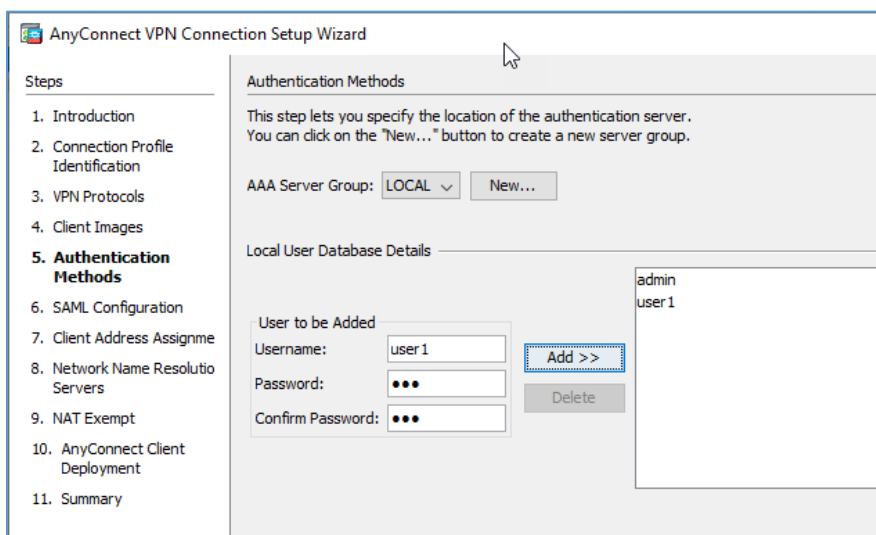 AnyConnect VPN Connection Setup Wizard
Steps
1. Introduction
2. Connection Profile
Identification
3. VPN Protocols
4. Client Images
5. Authentication
Methods
6. SAML Configuration
7. Client Address Assignme
8. Network Name Resolutio
Servers
9. NAT Exempt
10. AnyConnect Client
Deployment
11. Summary
Authentication Methods
This step lets you specify the location of the authentication server.
You can click on the "New..." button to create a new server group.
AAA Server Group: LOCAL New...
Local User Database Details
User to be Added
Username: user1
Password: ●●●
Confirm Password: ●●●
Add >>
Delete
admin
user1